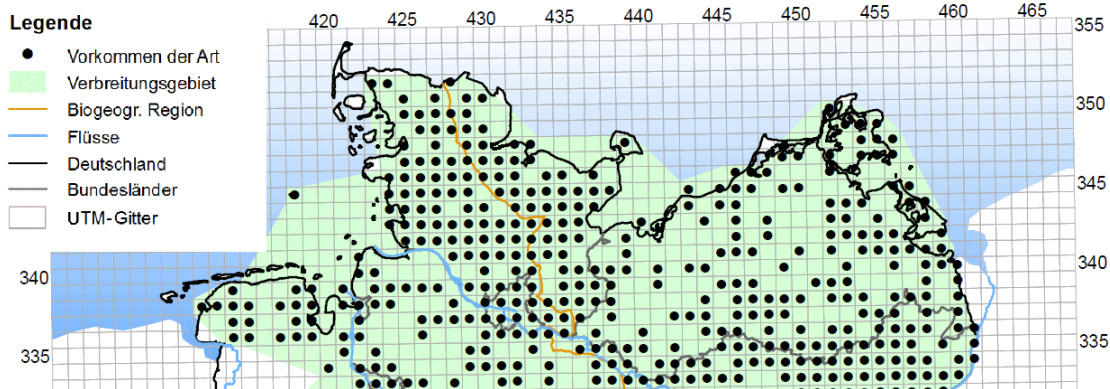 420 425 430 435 440 445 450 455 460 465
355
Legende
Vorkommen der Art
Verbreitungsgebiet
Biogeogr. Region
Flüsse
Deutschland
Bundesländer
UTM-Gitter
350
345
340
340
335
335